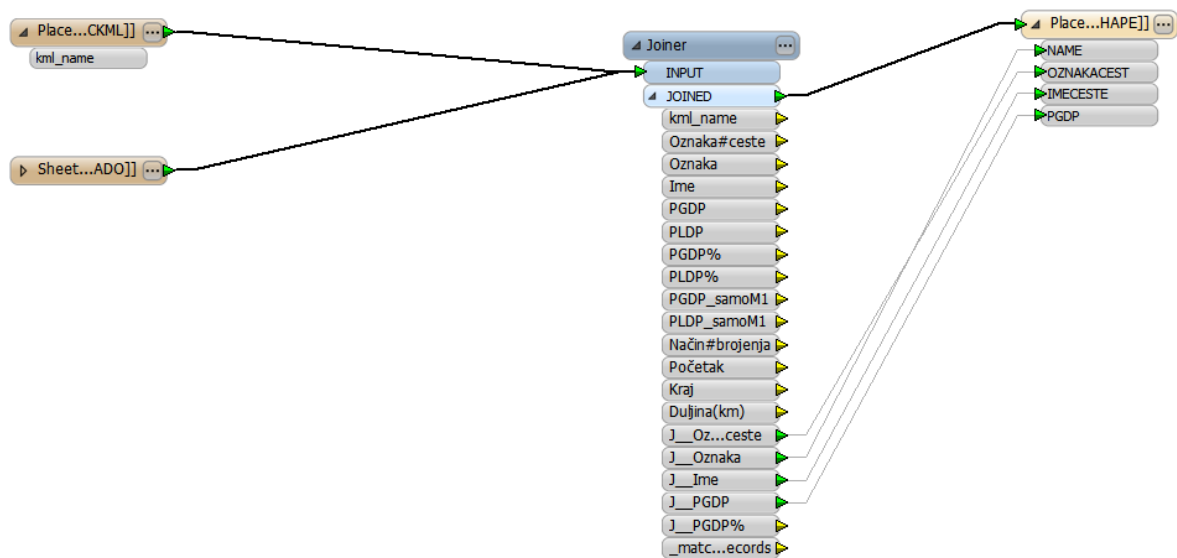 Place...CKML]]
kml_name
Sheet...ADO]]
Joiner
INPUT
JOINED
kml_name
Oznaka#ceste
Oznaka
Ime
PGDP
PLDP
PGDP%
PLDP%
PGDP_samoM1
PLDP_samoM1
Način#brojenja
Početak
Kraj
Duljina(km)
J__Oz...ceste
J__Oznaka
J__Ime
J__PGDP
J__PGDP%
_matc...ecords
Place...HAPE]]
NAME
OZNAKACEST
IMECESTE
PGDP